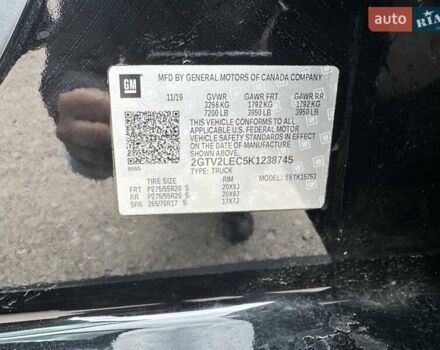 AUTO RIA
GM
MFD BY GENERAL MOTORS OF CANADA COMPANY
11/19 GVWR GAWR FRT GAWR RR
3266 KG 1792 KG 1792 KG
7200 LB 3950 LB 3950 LB
THIS VEHICLE CONFORMS TO ALL
APPLICABLE U.S. FEDERAL MOTOR
VEHICLE SAFETY STANDARDS IN EFFECT
ON THE DATE OF MANUFACTURE SHOWN
ABOVE.
2GTV2LEC5K1238745
TYPE: TRUCK
TIRE SIZE RIM
FRT P275/55R20 S 20X9J
RR P275/55R20 S 20X9J
SPA 265/70R17 S 17X7J